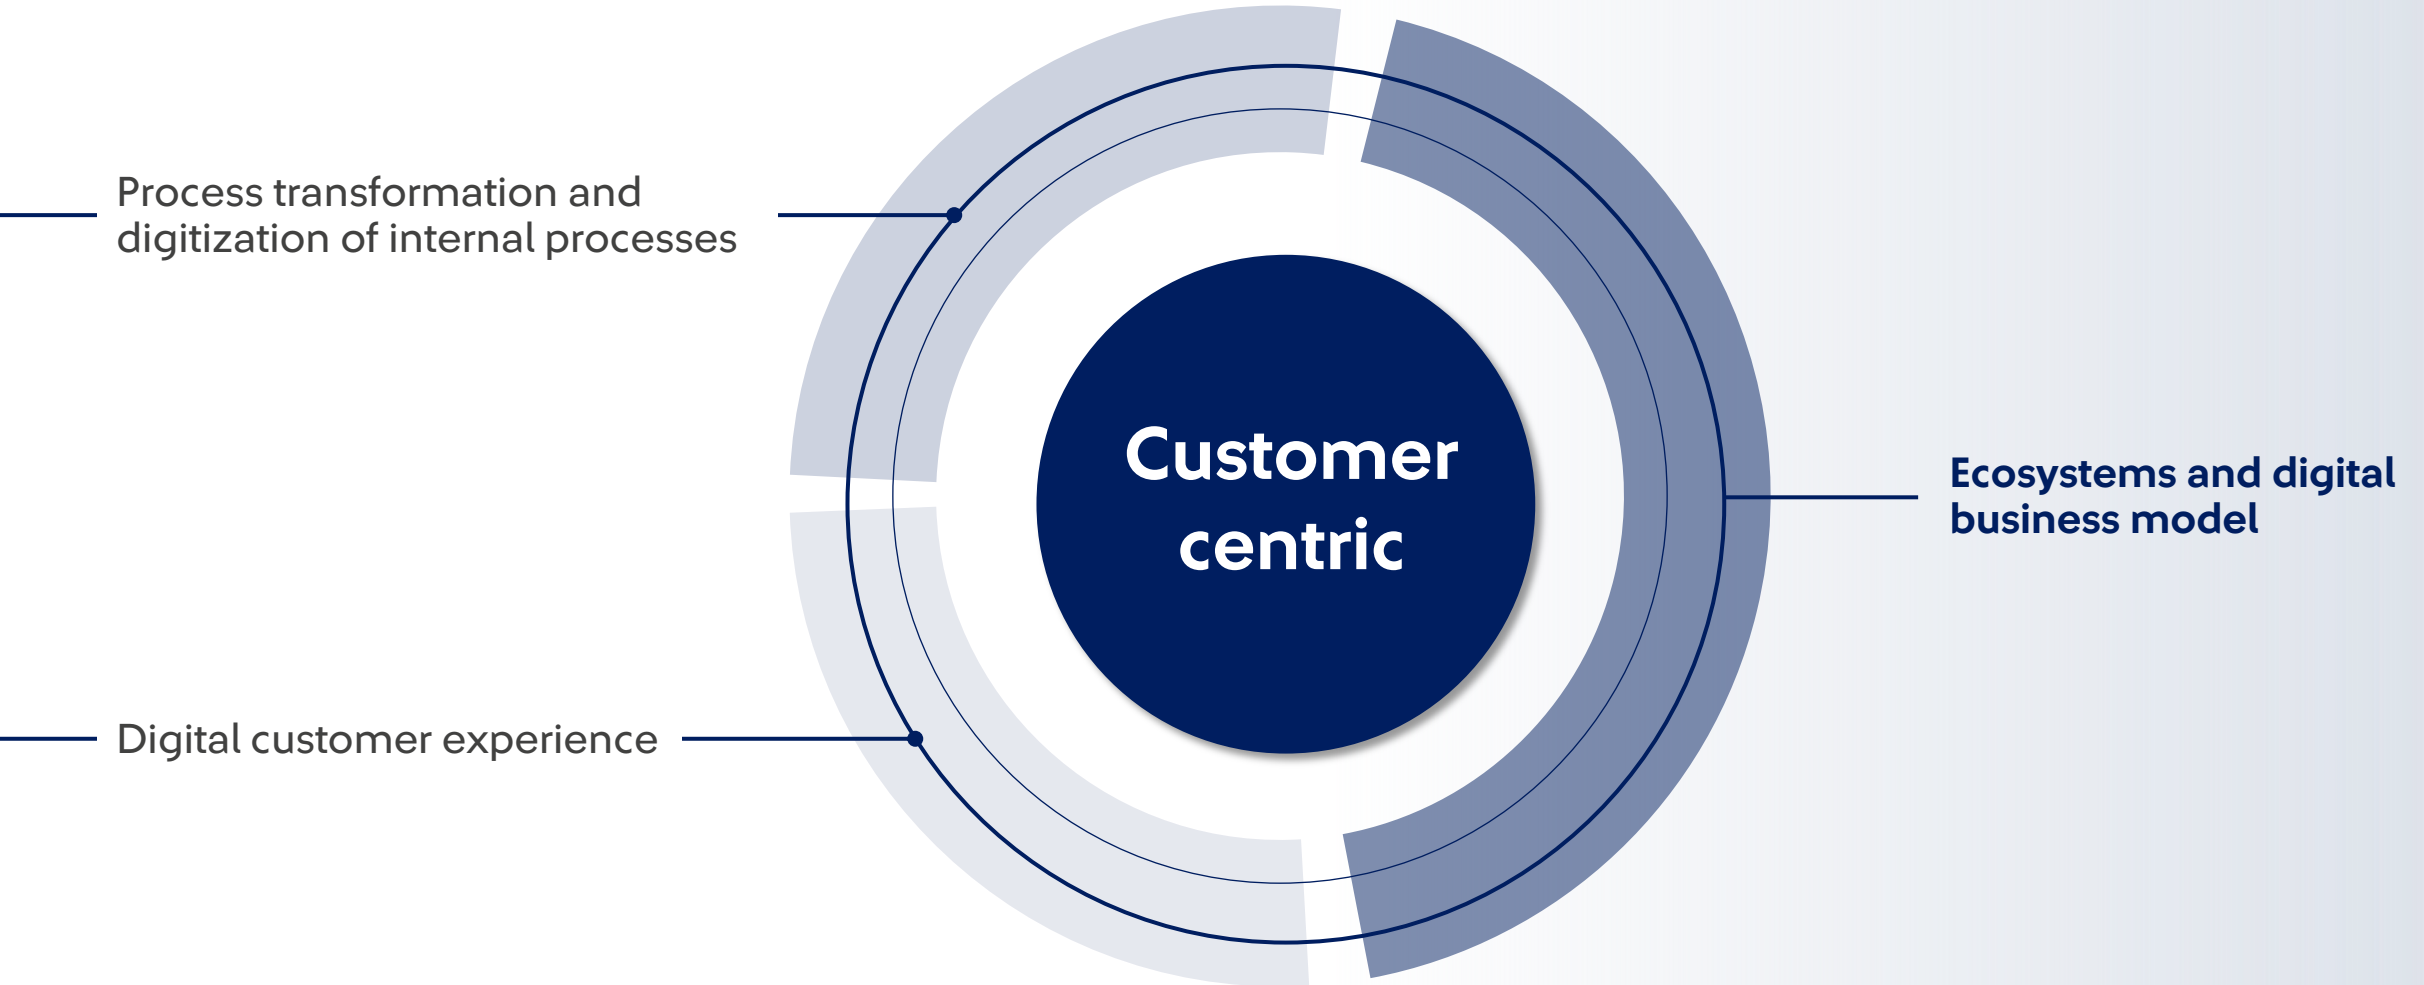 Process transformation and
digitization of internal processes
Customer
centric
Ecosystems and digital
business model
Digital customer experience